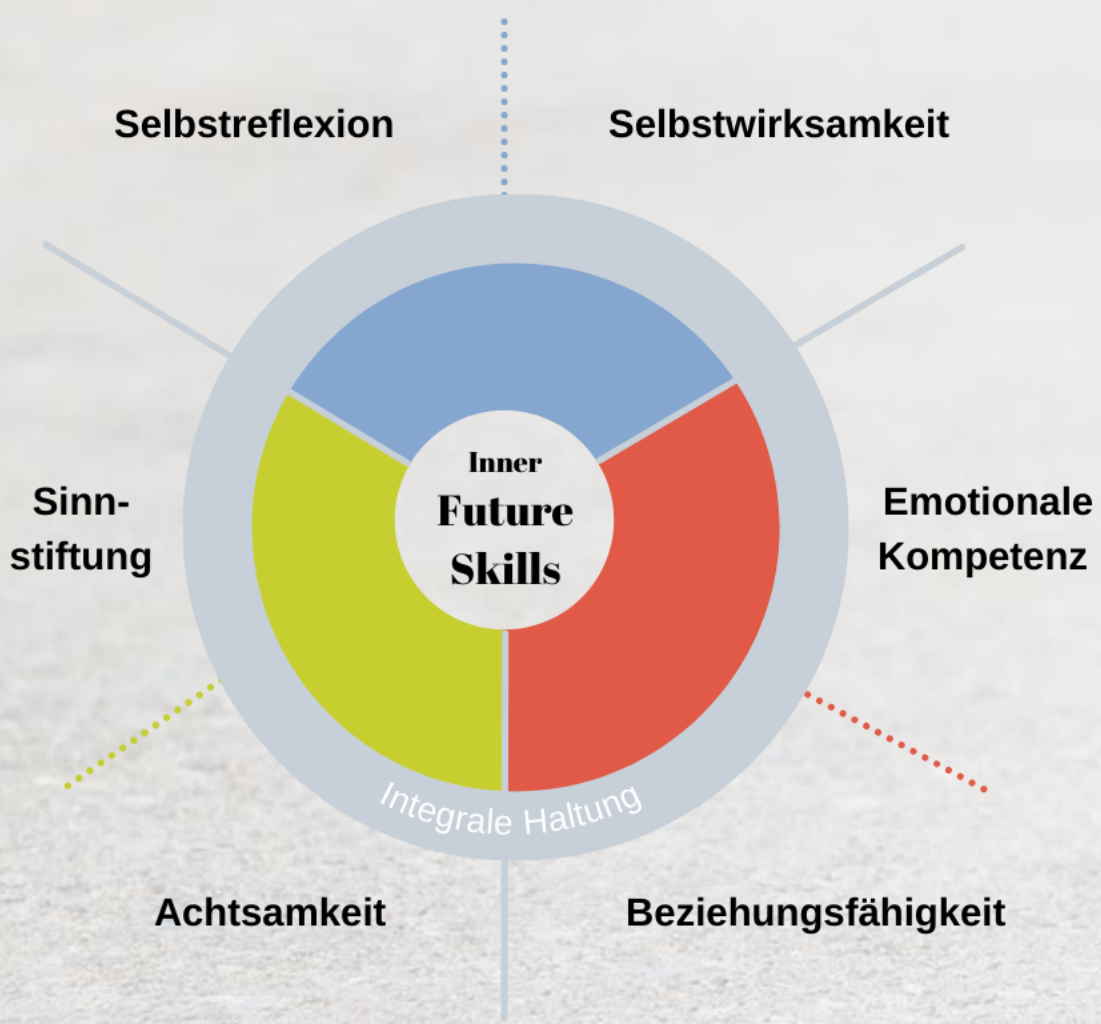 Selbstreflexion
Selbstwirksamkeit
Inner
Future
Skills
Sinn-
stiftung
Emotionale
Kompetenz
Integrale Haltung
Achtsamkeit
Beziehungsfähigkeit